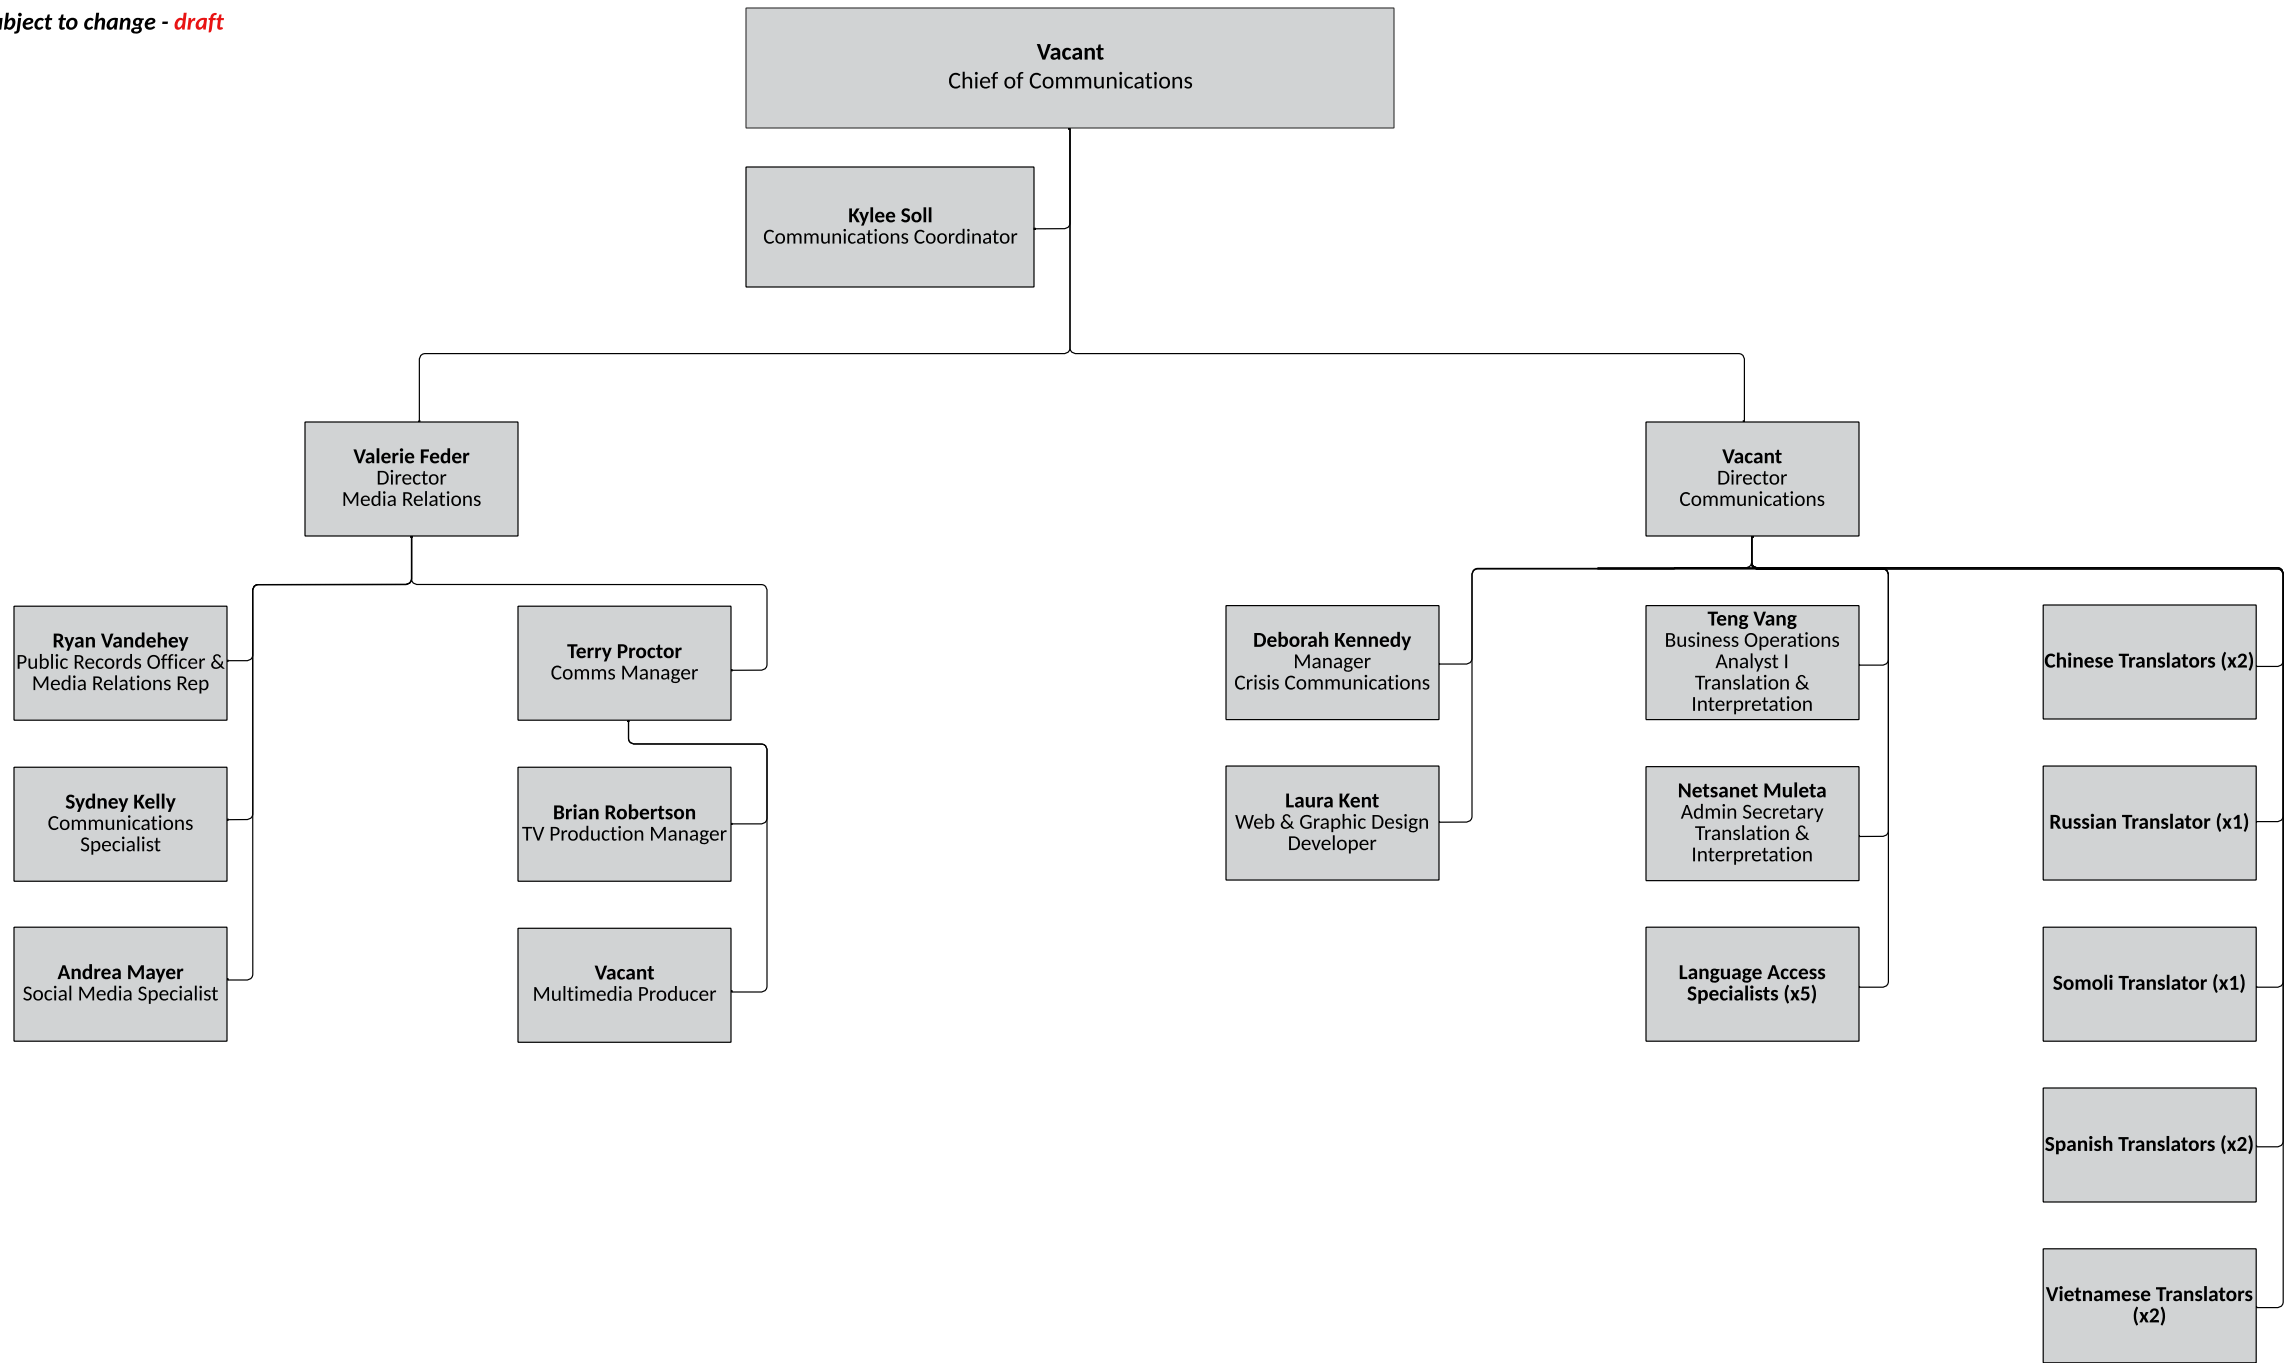 bject to change - draft
Vacant
Chief of Communications
Kylee Soll
Communications Coordinator
Valerie Feder
Director
Media Relations
Vacant
Director
Communications
Ryan Vandehey
Public Records Officer &
Media Relations Rep
Terry Proctor
Comms Manager
Deborah Kennedy
Manager
Crisis Communications
Teng Vang
Business Operations
Analyst I
Translation &
Interpretation
Chinese Translators (x2)
Sydney Kelly
Communications
Specialist
Brian Robertson
TV Production Manager
Laura Kent
Web & Graphic Design
Developer
Netsanet Muleta
Admin Secretary
Translation &
Interpretation
Russian Translator (x1)
Andrea Mayer
Social Media Specialist
Vacant
Multimedia Producer
Language Access
Specialists (x5)
Somoli Translator (x1)
Spanish Translators (x2)
Vietnamese Translators
(x2)